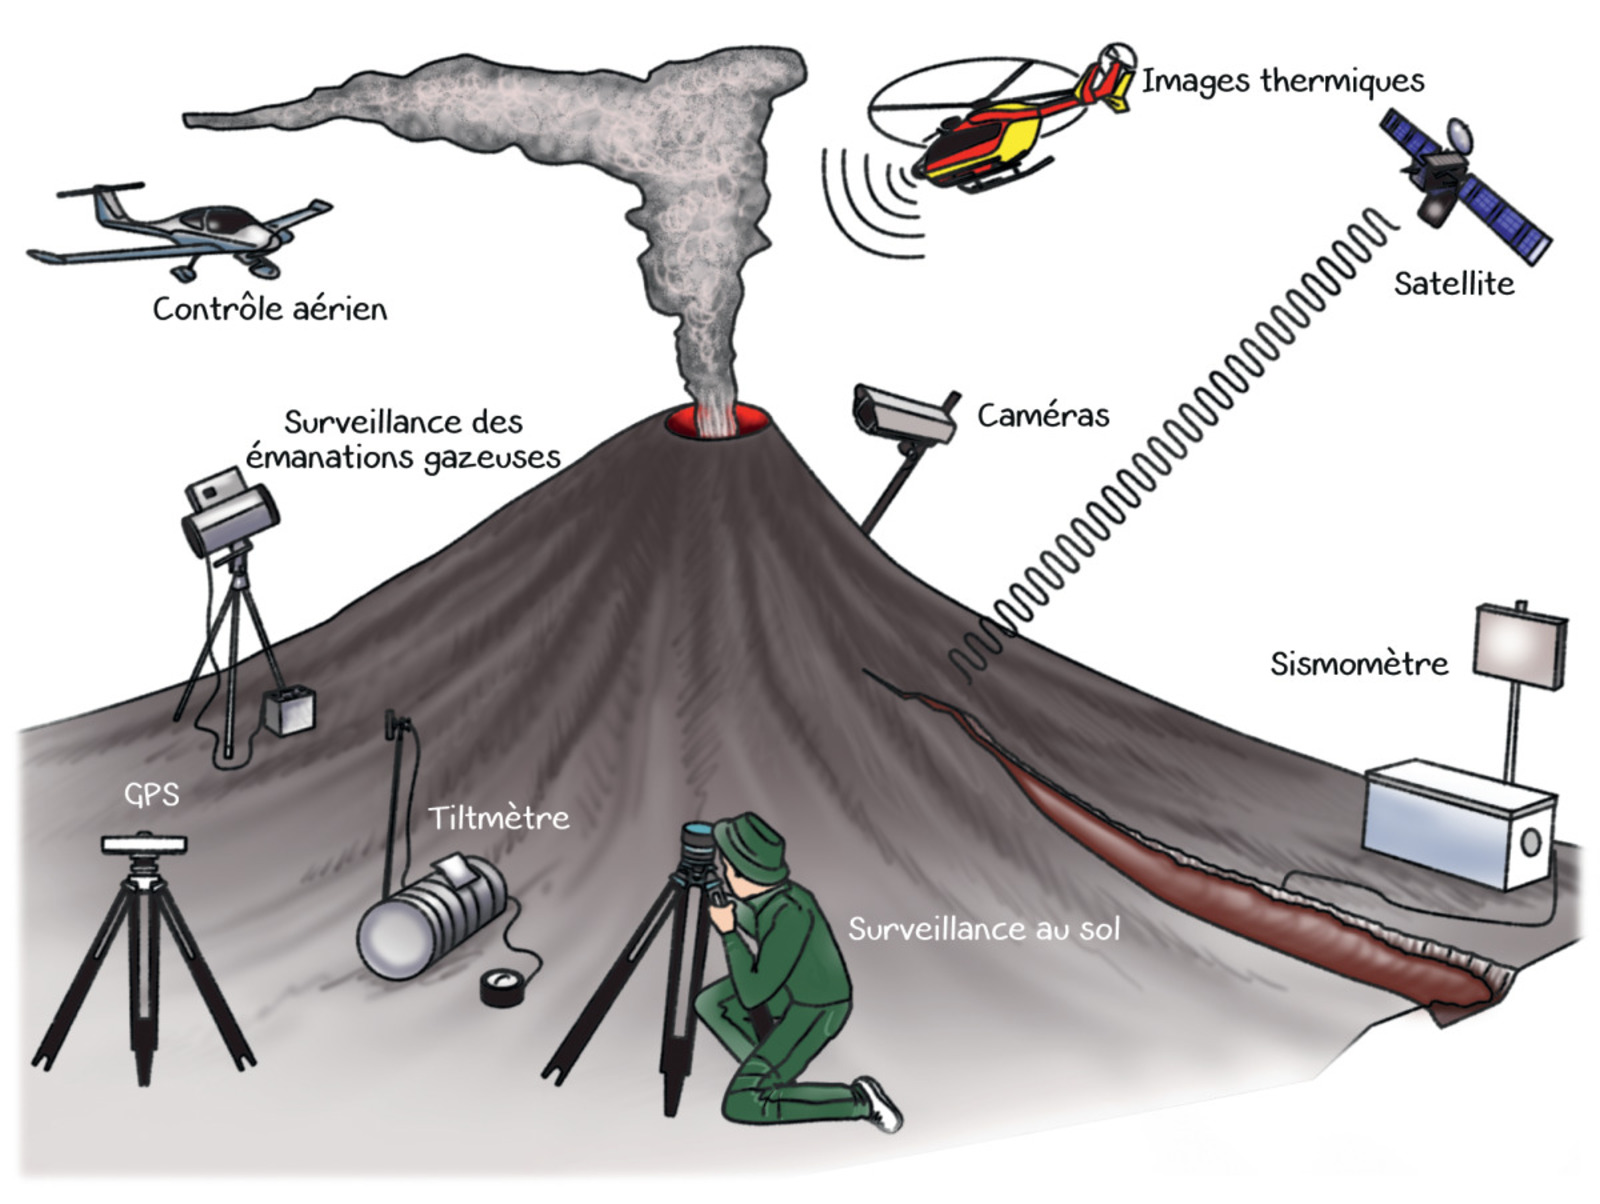 Images thermiques
Satellite
Contrôle aérien
Caméras
Surveillance des
émanations gazeuses
Sismomètre
GPS
Tiltmètre
Surveillance au sol